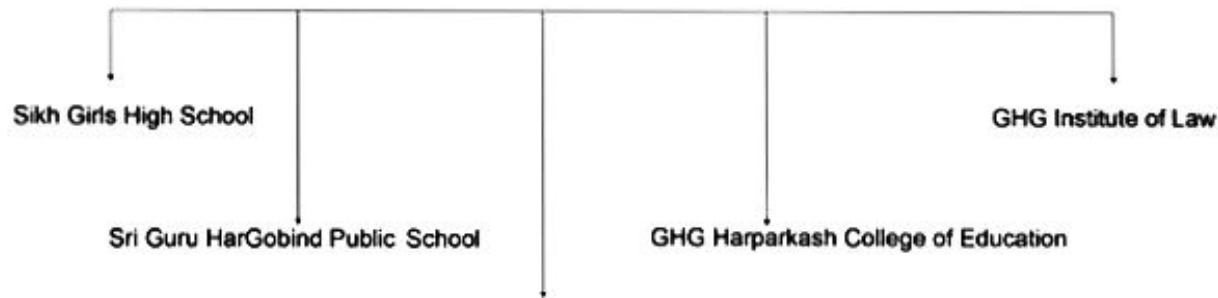 Sikh Girls High School
GHG Institute of Law
Sri Guru HarGobind Public School
GHG Harparkash College of Education